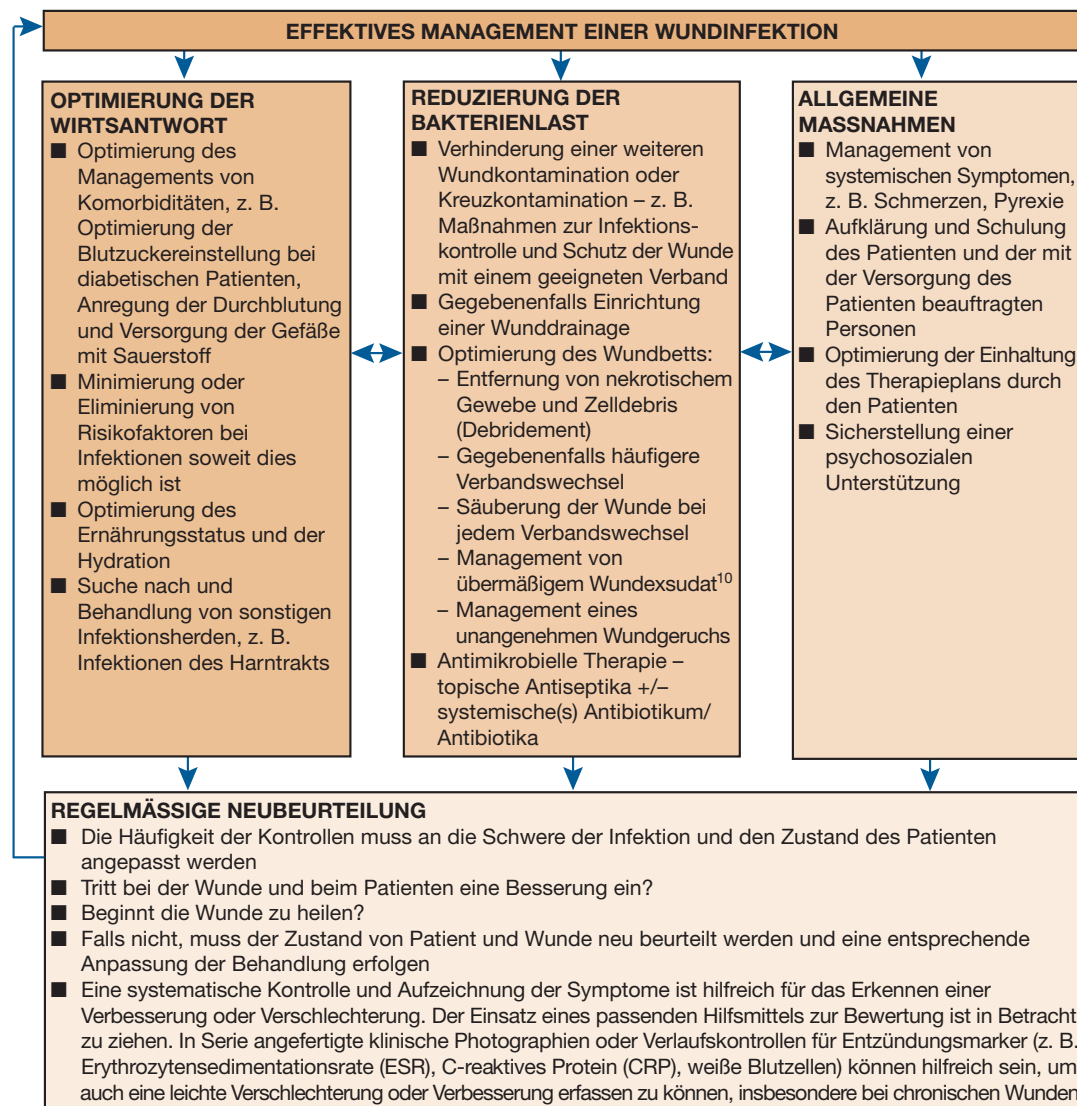 EFFEKTIVES MANAGEMENT EINER WUNDINFEKTION
OPTIMIERUNG DER
WIRTSANTWORT
■ Optimierung des
Managements von
Komorbiditäten, z. B.
Optimierung der
Blutzuckereinstellung bei
diabetischen Patienten,
Anregung der Durchblutung
und Versorgung der Gefäße
mit Sauerstoff
■ Minimierung oder
Eliminierung von
Risikofaktoren bei
Infektionen soweit dies
möglich ist
■ Optimierung des
Ernährungsstatus und der
Hydration
■ Suche nach und
Behandlung von sonstigen
Infektionsherden, z. B.
Infektionen des Harntrakts
REDUZIERUNG DER
BAKTERIENLAST
■ Verhinderung einer weiteren
Wundkontamination oder
Kreuzkontamination – z. B.
Maßnahmen zur Infektions-
kontrolle und Schutz der Wunde
mit einem geeigneten Verband
■ Gegebenenfalls Einrichtung
einer Wunddrainage
■ Optimierung des Wundbetts:
– Entfernung von nekrotischem
Gewebe und Zelldebris
(Debridement)
– Gegebenenfalls häufigere
Verbandswechsel
– Säuberung der Wunde bei
jedem Verbandswechsel
– Management von
übermäßigem Wundexsudat¹⁰
– Management eines
unangenehmen Wundgeruchs
■ Antimikrobielle Therapie –
topische Antiseptika +/–
systemische(s) Antibiotikum/
Antibiotika
ALLGEMEINE
MASSNAHMEN
■ Management von
systemischen Symptomen,
z. B. Schmerzen, Pyrexie
■ Aufklärung und Schulung
des Patienten und der mit
der Versorgung des
Patienten beauftragten
Personen
■ Optimierung der Einhaltung
des Therapieplans durch
den Patienten
■ Sicherstellung einer
psychosozialen
Unterstützung
REGELMÄSSIGE NEUBEURTEILUNG
■ Die Häufigkeit der Kontrollen muss an die Schwere der Infektion und den Zustand des Patienten
angepasst werden
■ Tritt bei der Wunde und beim Patienten eine Besserung ein?
■ Beginnt die Wunde zu heilen?
■ Falls nicht, muss der Zustand von Patient und Wunde neu beurteilt werden und eine entsprechende
Anpassung der Behandlung erfolgen
■ Eine systematische Kontrolle und Aufzeichnung der Symptome ist hilfreich für das Erkennen einer
Verbesserung oder Verschlechterung. Der Einsatz eines passenden Hilfsmittels zur Bewertung ist in Betracht
zu ziehen. In Serie angefertigte klinische Photographien oder Verlaufskontrollen für Entzündungsmarker (z. B.
Erythrozytensedimentationsrate (ESR), C-reaktives Protein (CRP), weiße Blutzellen) können hilfreich sein, um
auch eine leichte Verschlechterung oder Verbesserung erfassen zu können, insbesondere bei chronischen Wunden